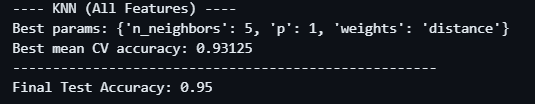 ---- KNN (All Features) ----
Best params: {'n_neighbors': 5, 'p': 1, 'weights': 'distance'}
Best mean CV accuracy: 0.93125
-----------------------------------------------------
Final Test Accuracy: 0.95